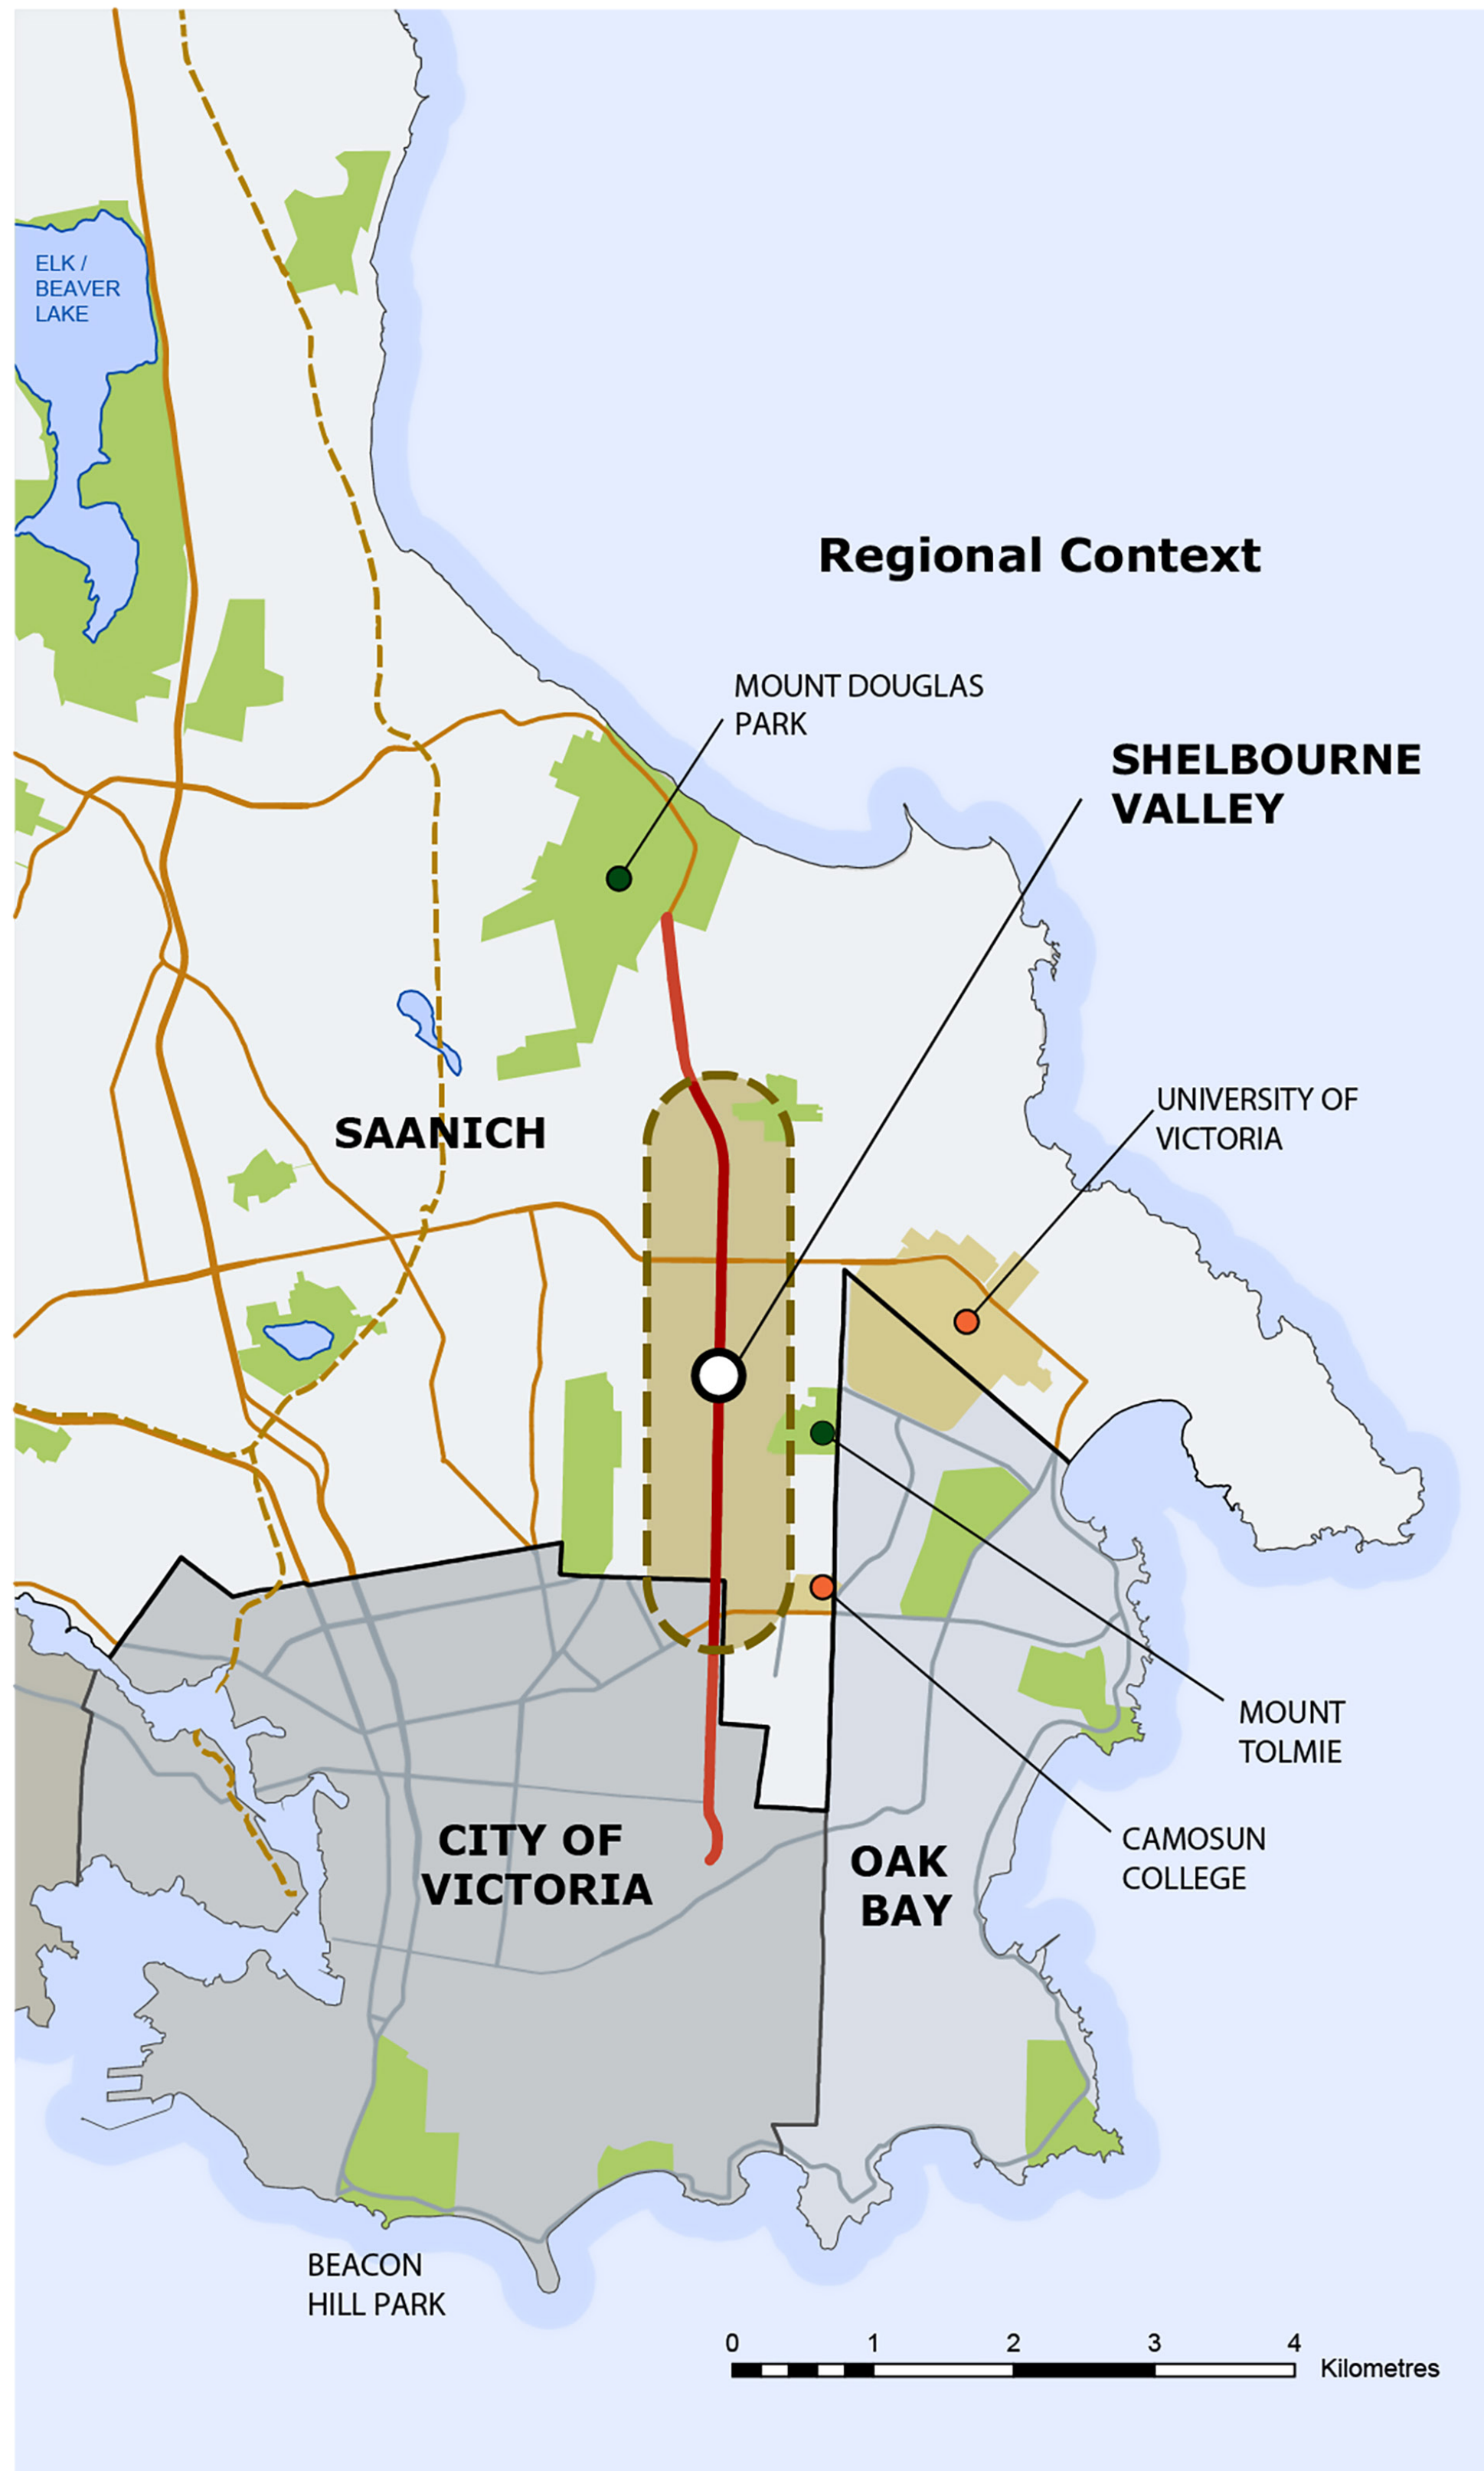 ELK /
BEAVER
LAKE
Regional Context
MOUNT DOUGLAS
PARK
SHELBOURNE
VALLEY
UNIVERSITY OF
VICTORIA
SAANICH
MOUNT
TOLMIE
CAMOSUN
COLLEGE
CITY OF
VICTORIA
OAK
BAY
BEACON
HILL PARK
0 1 2 3 4
Kilometres